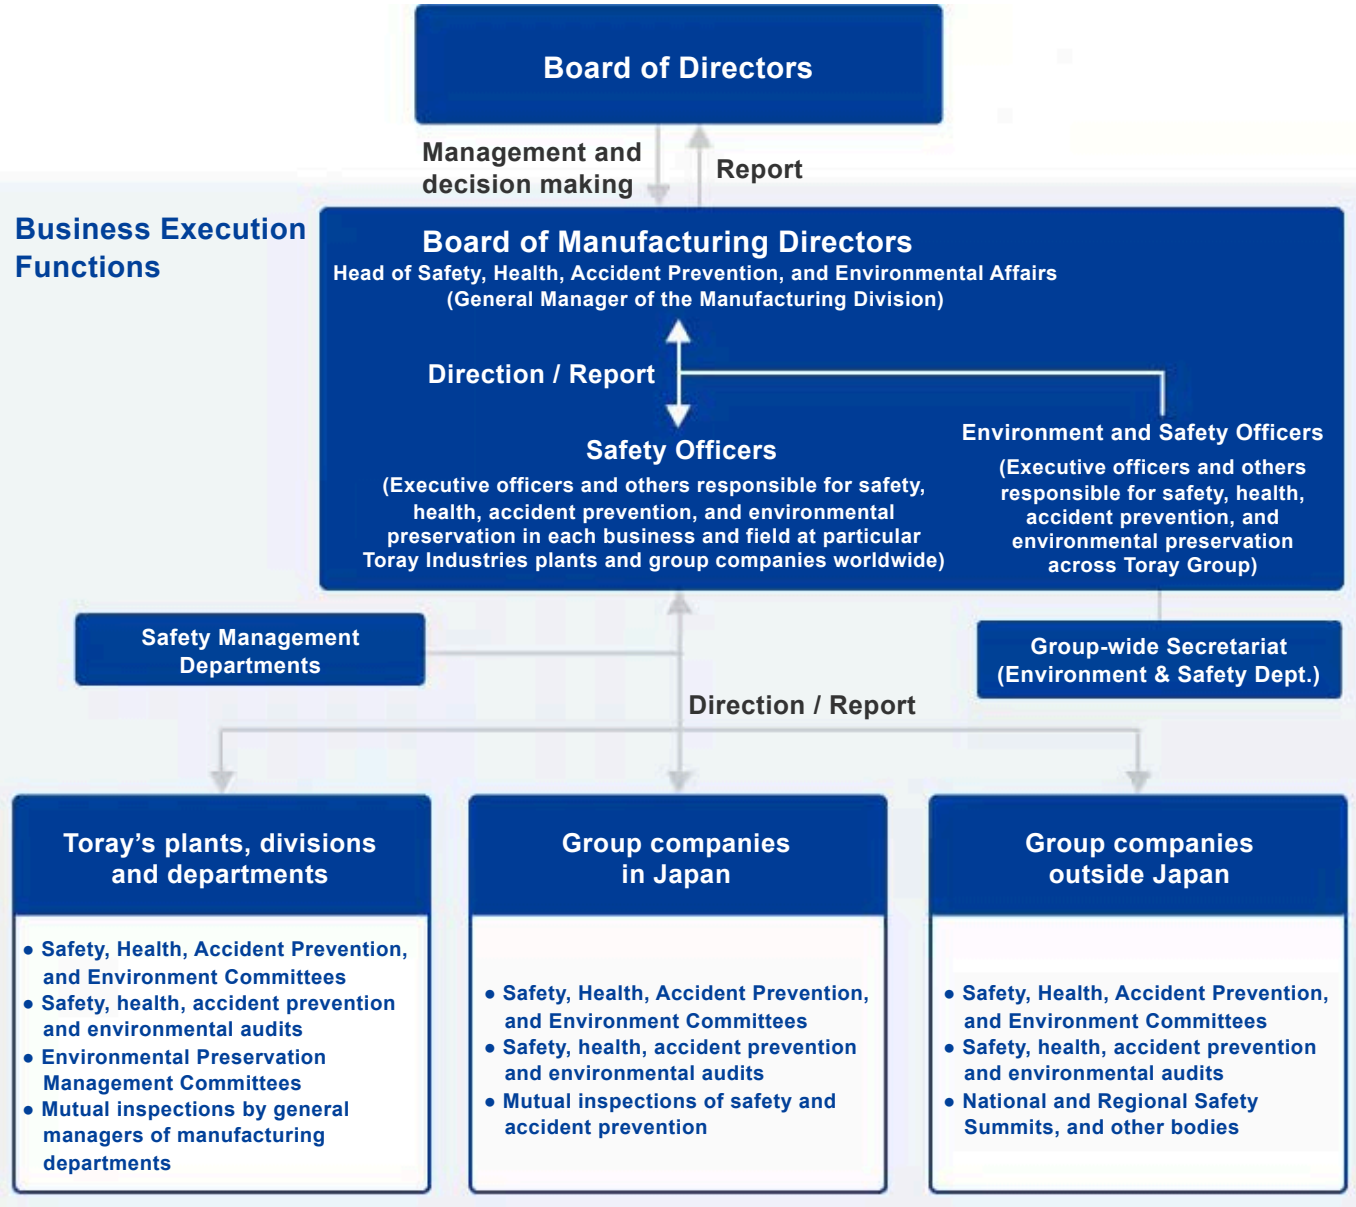 Board of Directors
Management and
decision making
Report
Business Execution
Functions
Board of Manufacturing Directors
Head of Safety, Health, Accident Prevention, and Environmental Affairs
(General Manager of the Manufacturing Division)
Direction / Report
Safety Officers
(Executive officers and others responsible for safety,
health, accident prevention, and environmental
preservation in each business and field at particular
Toray Industries plants and group companies worldwide)
Environment and Safety Officers
(Executive officers and others
responsible for safety, health,
accident prevention, and
environmental preservation
across Toray Group)
Safety Management
Departments
Group-wide Secretariat
(Environment & Safety Dept.)
Direction / Report
Toray’s plants, divisions
and departments
● Safety, Health, Accident Prevention,
and Environment Committees
● Safety, health, accident prevention
and environmental audits
● Environmental Preservation
Management Committees
● Mutual inspections by general
managers of manufacturing
departments
Group companies
in Japan
● Safety, Health, Accident Prevention,
and Environment Committees
● Safety, health, accident prevention
and environmental audits
● Mutual inspections of safety and
accident prevention
Group companies
outside Japan
● Safety, Health, Accident Prevention,
and Environment Committees
● Safety, health, accident prevention
and environmental audits
● National and Regional Safety
Summits, and other bodies